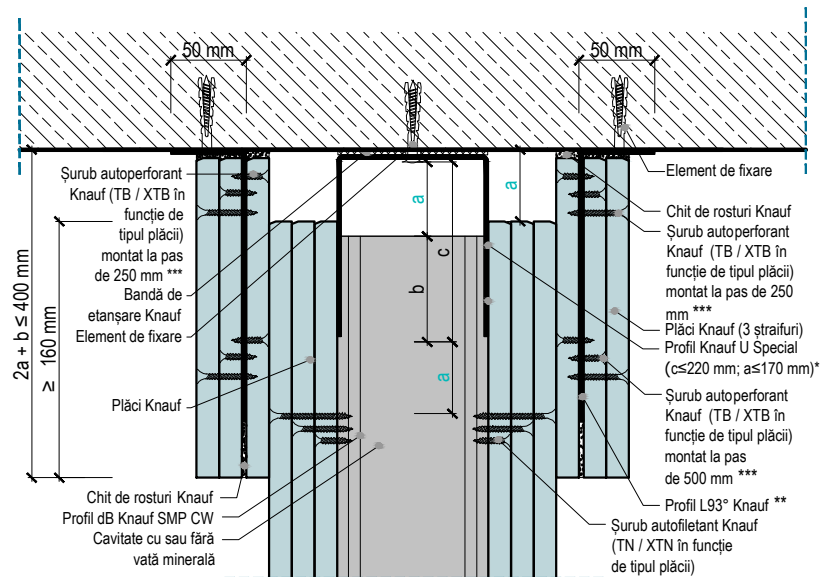 50 mm
50 mm
Șurub autoperforant
Knauf (TB / XTB în
funcție de
tipul plăcii)
montat la pas
de 250 mm ***
Bandă de
etanșare Knauf
Element de fixare
Plăci Knauf
Chit de rosturi Knauf
Profil dB Knauf SMP CW
Cavitate cu sau fără
vată minerală
2a + b ≤ 400 mm
≥ 160 mm
a
c
b
a
a
Element de fixare
Chit de rosturi Knauf
Șurub autoperforant
Knauf (TB / XTB în
funcție de tipul plăcii)
montat la pas de 250
mm ***
Plăci Knauf (3 ștraifuri)
Profil Knauf U Special
(c≤220 mm; a≤170 mm)*
Șurub autoperforant
Knauf (TB / XTB în
funcție de tipul plăcii)
montat la pas
de 500 mm ***
Profil L93° Knauf **
Șurub autofiletant Knauf
(TN / XTN în funcție
de tipul plăcii)